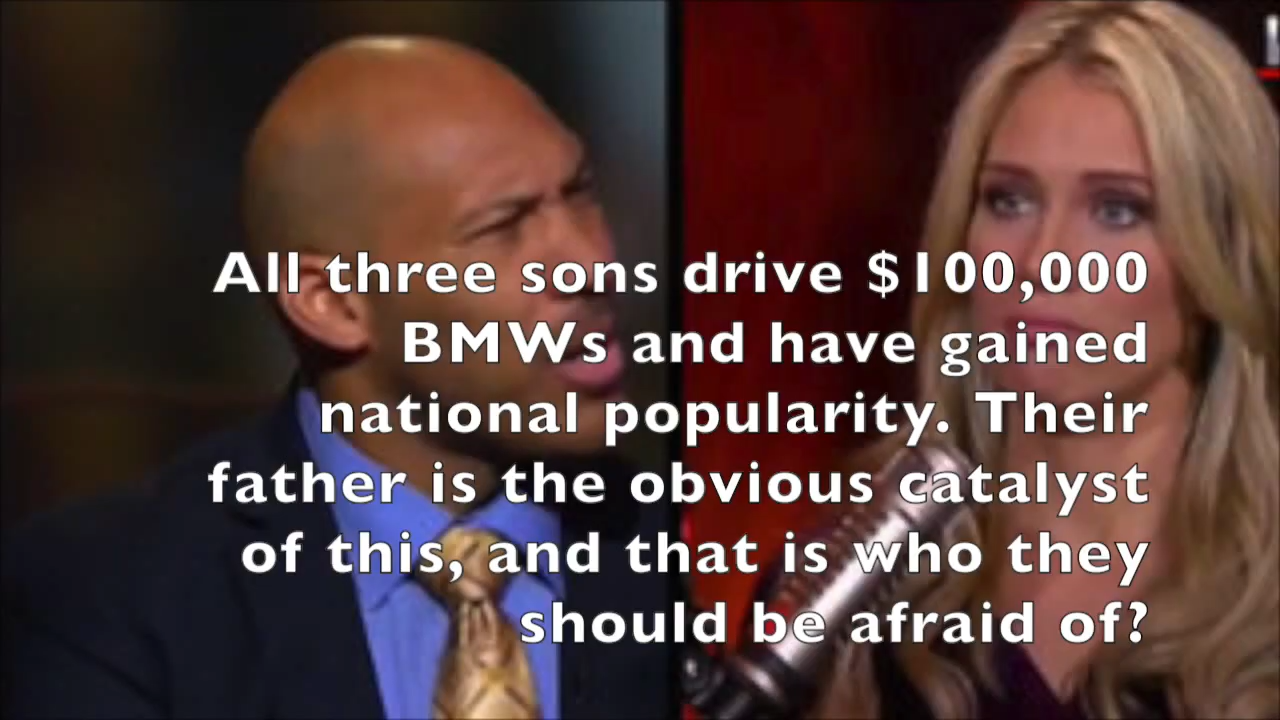 All three sons drive $100,000
BMWs and have gained
national popularity. Their
father is the obvious catalyst
of this, and that is who they
should be afraid of?